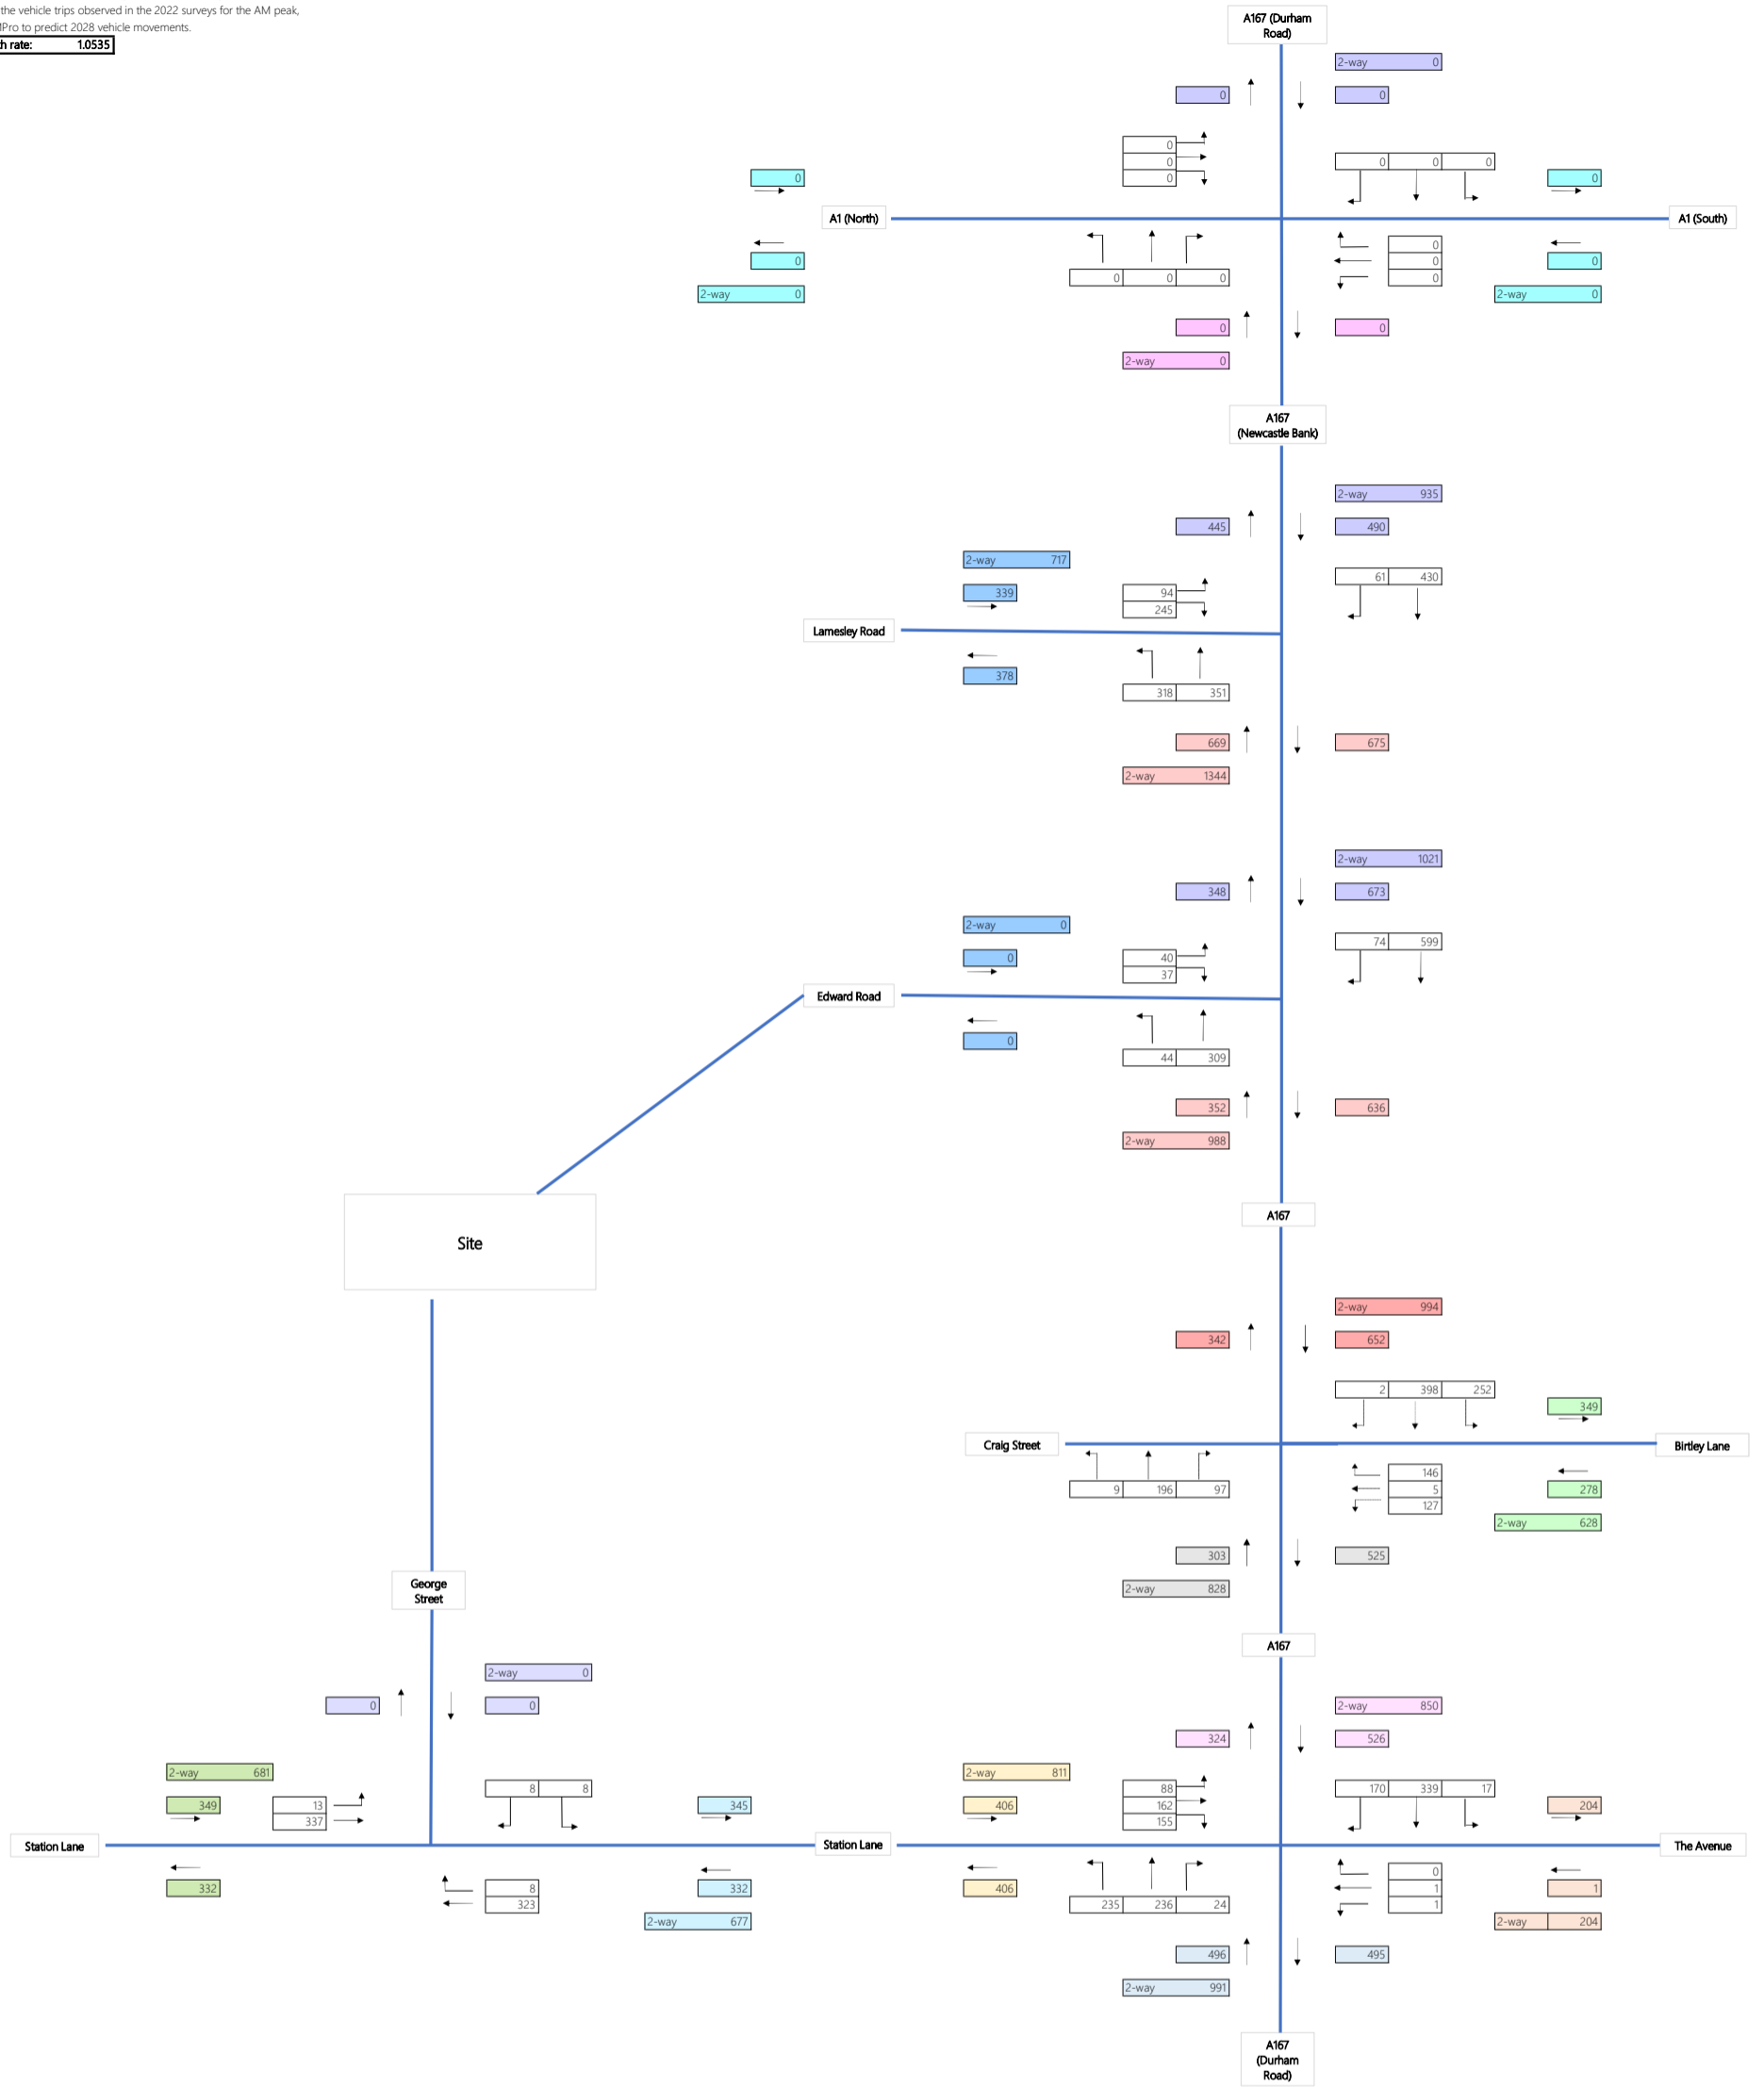 the vehicle trips observed in the 2022 surveys for the AM peak,
Pro to predict 2028 vehicle movements.
rate: 1.0535
A167 (Durham
Road)
2-way 0
0 0
0
0
0
0 0 0
0 0
A1 (North) A1 (South)
0
0
0
0 0
0 0 0
2-way 0 2-way 0
0 0
2-way 0
A167
(Newcastle Bank)
2-way 935
445 490
2-way 717
61 430
339 94
245
Lamesley Road
378
318 351
669 675
2-way 1344
2-way 1021
348 673
2-way 0
74 599
0 40
37
Edward Road
0
44 309
352 636
2-way 988
A167
Site
2-way 994
342 652
2 398 252
349
Craig Street Birtley Lane
146
9 196 97 5 278
127
2-way 628
303 525
2-way 828
George
Street
A167
2-way 0
0 0
2-way 850
324 526
2-way 681 2-way 811
8 8 88 170 339 17
349 13 345 406 162 204
337 155
Station Lane Station Lane The Avenue
0
332 8 332 406 1 1
323 235 236 24 1
2-way 677 2-way 204
496 495
2-way 991
A167
(Durham
Road)